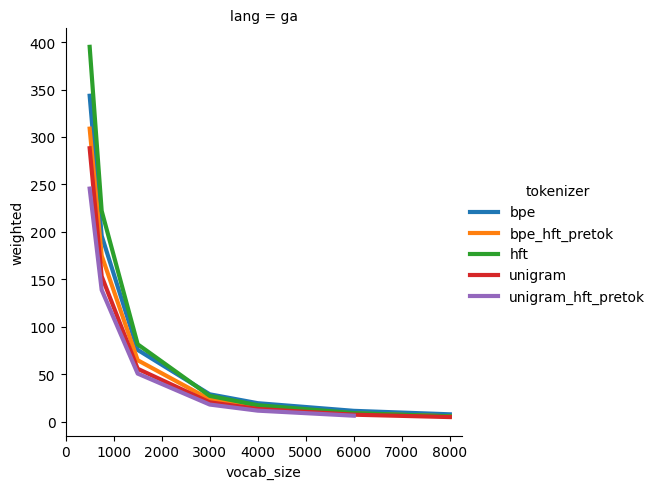 lang = ga
400
350
300
250
200
150
100
50
0
weighted
0 1000 2000 3000 4000 5000 6000 7000 8000
vocab_size
tokenizer
bpe
bpe_hft_pretok
hft
unigram
unigram_hft_pretok